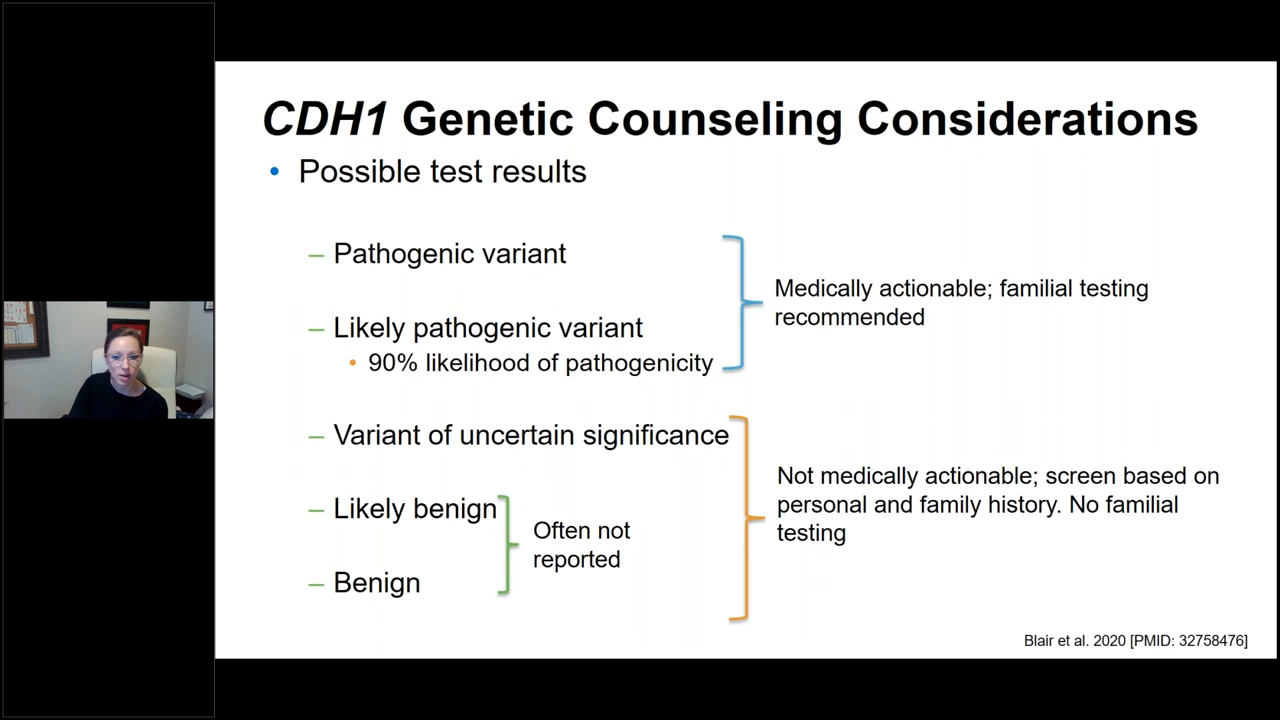 CDH1 Genetic Counseling Considerations
• Possible test results
– Pathogenic variant
– Likely pathogenic variant
• 90% likelihood of pathogenicity
Medically actionable; familial testing
recommended
– Variant of uncertain significance
– Likely benign
– Benign
Often not
reported
Not medically actionable; screen based on
personal and family history. No familial
testing
Blair et al. 2020 [PMID: 32758476]